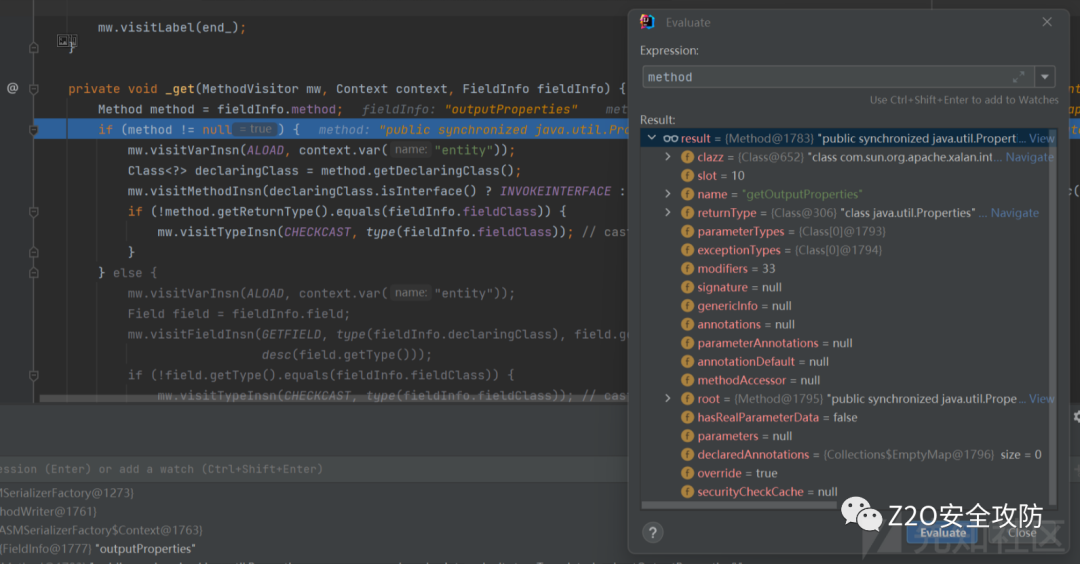 mw.visitLabel(end_);
}
@
private void _get(MethodVisitor mw, Context context, FieldInfo fieldInfo) {
Method method = fieldInfo.method; fieldInfo: "outputProperties" met
if (method != null = true ) { method: "public synchronized java.util.Pro
mw.visitVarInsn(ALOAD, context.var( name: "entity"));
Class<?> declaringClass = method.getDeclaringClass();
mw.visitMethodInsn(declaringClass.isInterface() ? INVOKEINTERFACE :
if (!method.getReturnType().equals(fieldInfo.fieldClass)) {
mw.visitTypeInsn(CHECKCAST, type(fieldInfo.fieldClass)); // cas
}
} else {
mw.visitVarInsn(ALOAD, context.var( name: "entity"));
Field field = fieldInfo.field;
mw.visitFieldInsn(GETFIELD, type(fieldInfo.declaringClass), field.ge
desc(field.getType()));
if (!field.getType().equals(fieldInfo.fieldClass)) {
mw.visitTypeInsn(CHECKCAST, type(fieldInfo.fieldClass)); // cas
Evaluate
Expression:
method
Use Ctrl+Shift+Enter to add to Watches
Result:
result = {Method@1783} "public synchronized java.util.Propert... View
clazz = {Class@652} "class com.sun.org.apache.xalan.int... Navigate
slot = 10
name = "getOutputProperties"
returnType = {Class@306} "class java.util.Properties" ... Navigate
parameterTypes = {Class[0]@1793}
exceptionTypes = {Class[0]@1794}
modifiers = 33
signature = null
genericInfo = null
annotations = null
parameterAnnotations = null
annotationDefault = null
methodAccessor = null
root = {Method@1795} "public synchronized java.util.Prope... View
hasRealParameterData = false
parameters = null
declaredAnnotations = {Collections$EmptyMap@1796} size = 0
override = true
securityCheckCache = null
?
Evaluate
Close
ession (Enter) or add a watch (Ctrl+Shift+Enter)
MSerializerFactory@1273}
hodWriter@1761}
ASMSerializerFactory$Context@1763}
{FieldInfo@1777} "outputProperties"
Z2O安全攻防
先知社区